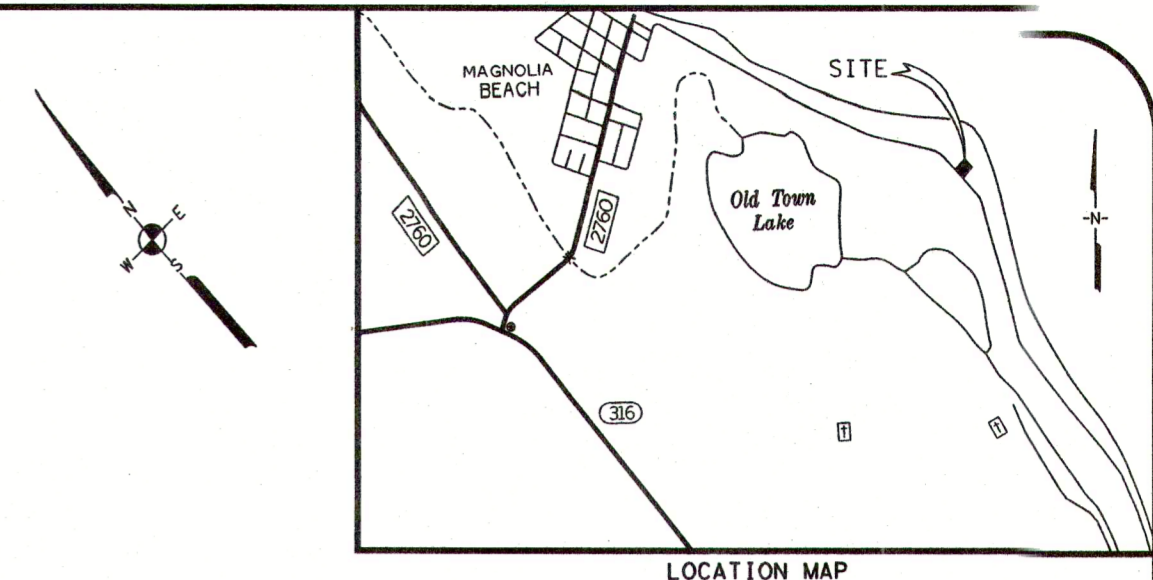 MAGNOLIA
BEACH
SITE
2760
2760
Old Town
Lake
-N-
N
E
W
S
316
LOCATION MAP